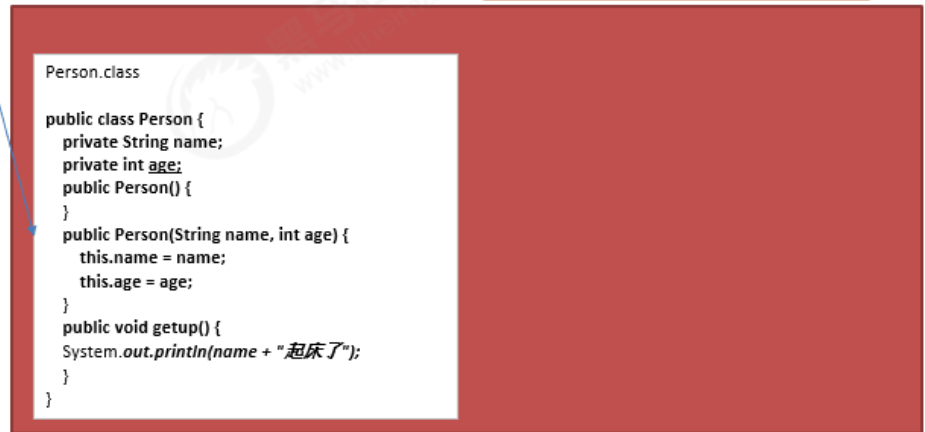 Person.class
public class Person {
private String name;
private int age;
public Person() {
}
public Person(String name, int age) {
this.name = name;
this.age = age;
}
public void getup() {
System.out.println(name + "起床了");
}
}